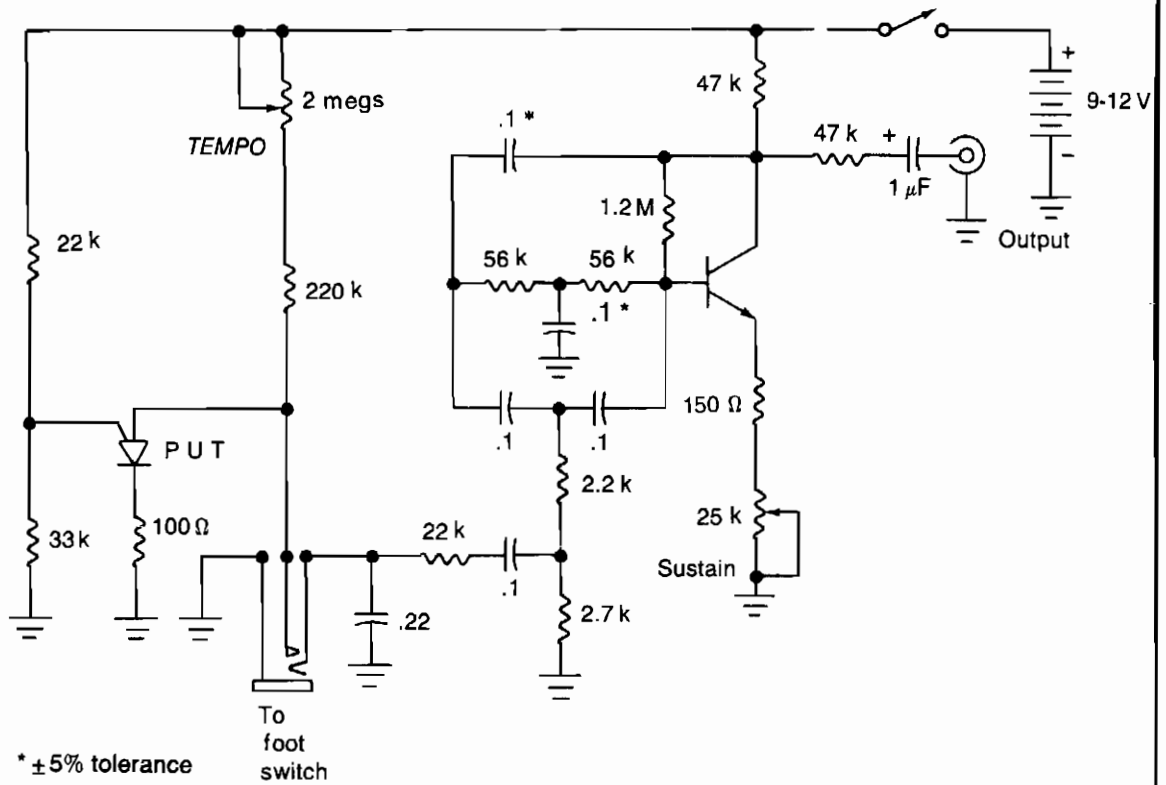 2 megs
TEMPO
47 k
+
9-12 V
-
.1 *
47 k
+
1 μF
Output
1.2 M
22 k
220 k
56 k
56 k
.1 *
150 Ω
.1
.1
PUT
2.2 k
25 k
Sustain
33 k
100 Ω
22 k
.1
.22
2.7 k
To
foot
switch
* ± 5% tolerance